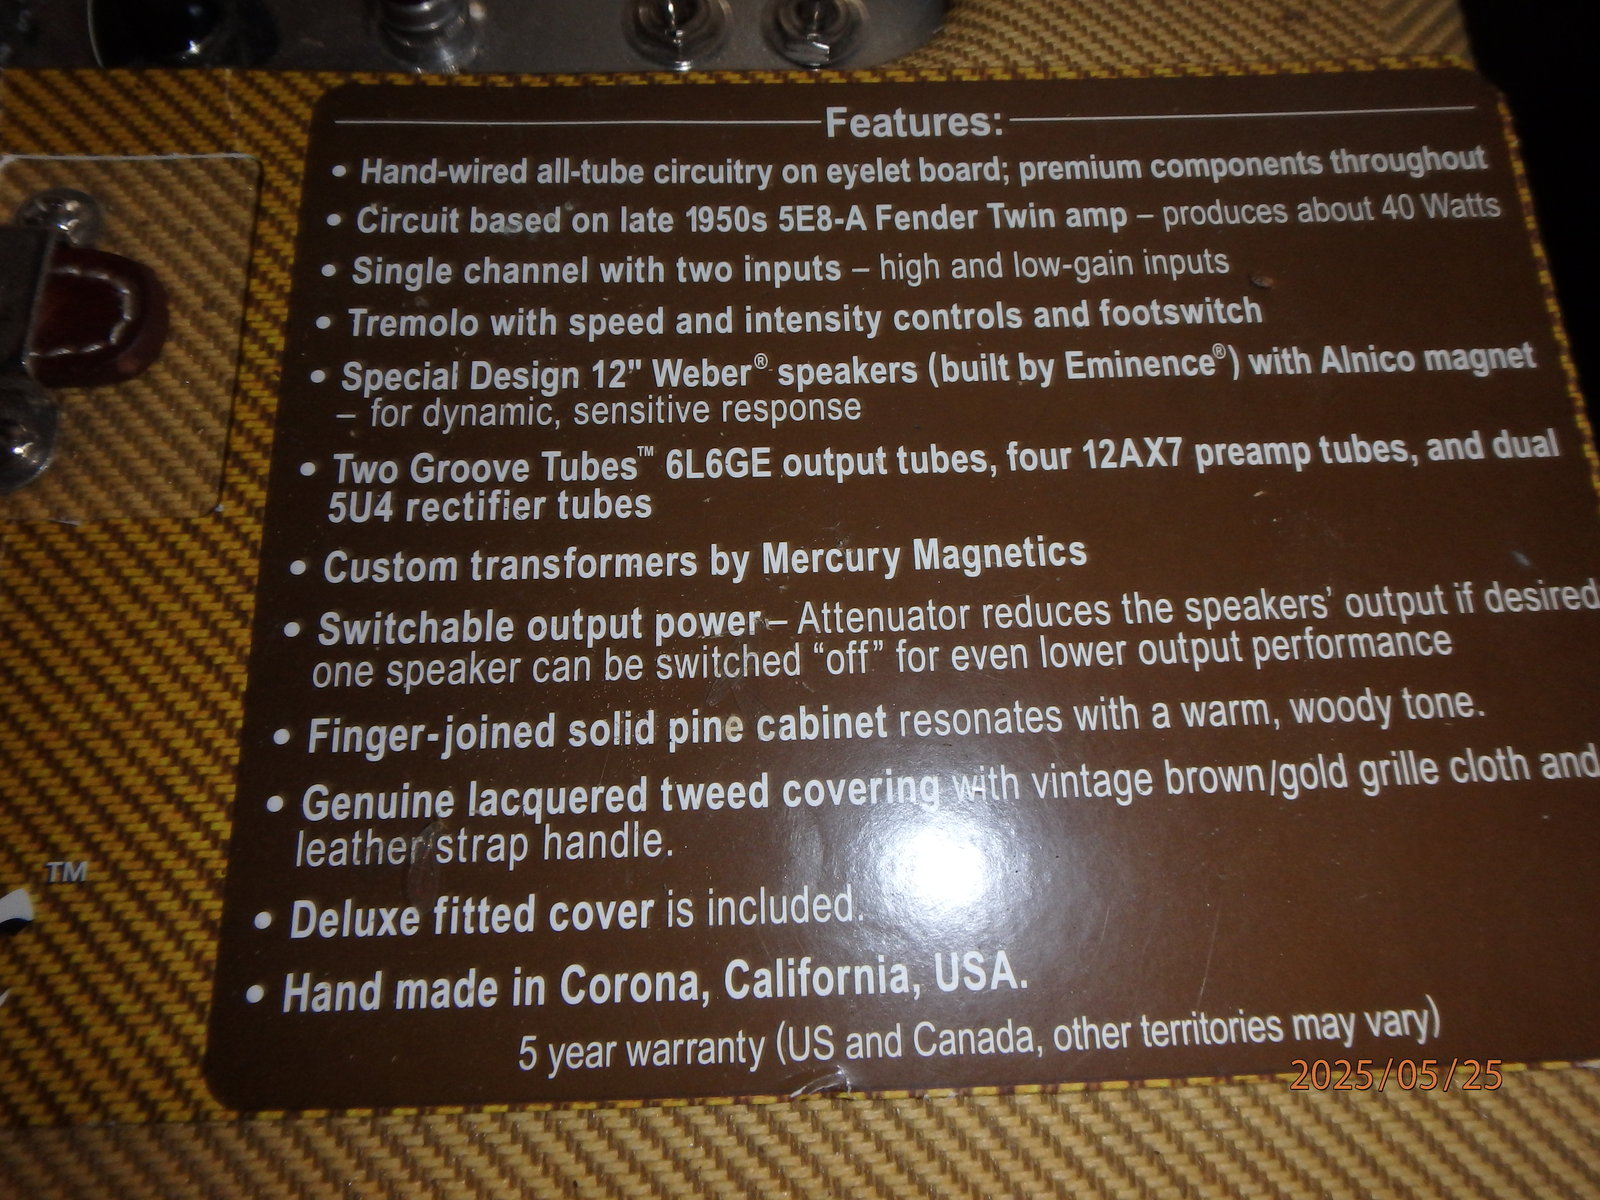 Features:
• Hand-wired all-tube circuitry on eyelet board; premium components throughout
• Circuit based on late 1950s 5E8-A Fender Twin amp – produces about 40 Watts
• Single channel with two inputs – high and low-gain inputs
• Tremolo with speed and intensity controls and footswitch
• Special Design 12" Weber® speakers (built by Eminence®) with Alnico magnet
– for dynamic, sensitive response
• Two Groove Tubes™ 6L6GE output tubes, four 12AX7 preamp tubes, and dual
5U4 rectifier tubes
• Custom transformers by Mercury Magnetics
• Switchable output power – Attenuator reduces the speakers' output if desired
one speaker can be switched “off” for even lower output performance
• Finger-joined solid pine cabinet resonates with a warm, woody tone.
• Genuine lacquered tweed covering with vintage brown/gold grille cloth and
leather strap handle.
TM
• Deluxe fitted cover is included.
• Hand made in Corona, California, USA.
5 year warranty (US and Canada, other territories may vary)
2025/05/25